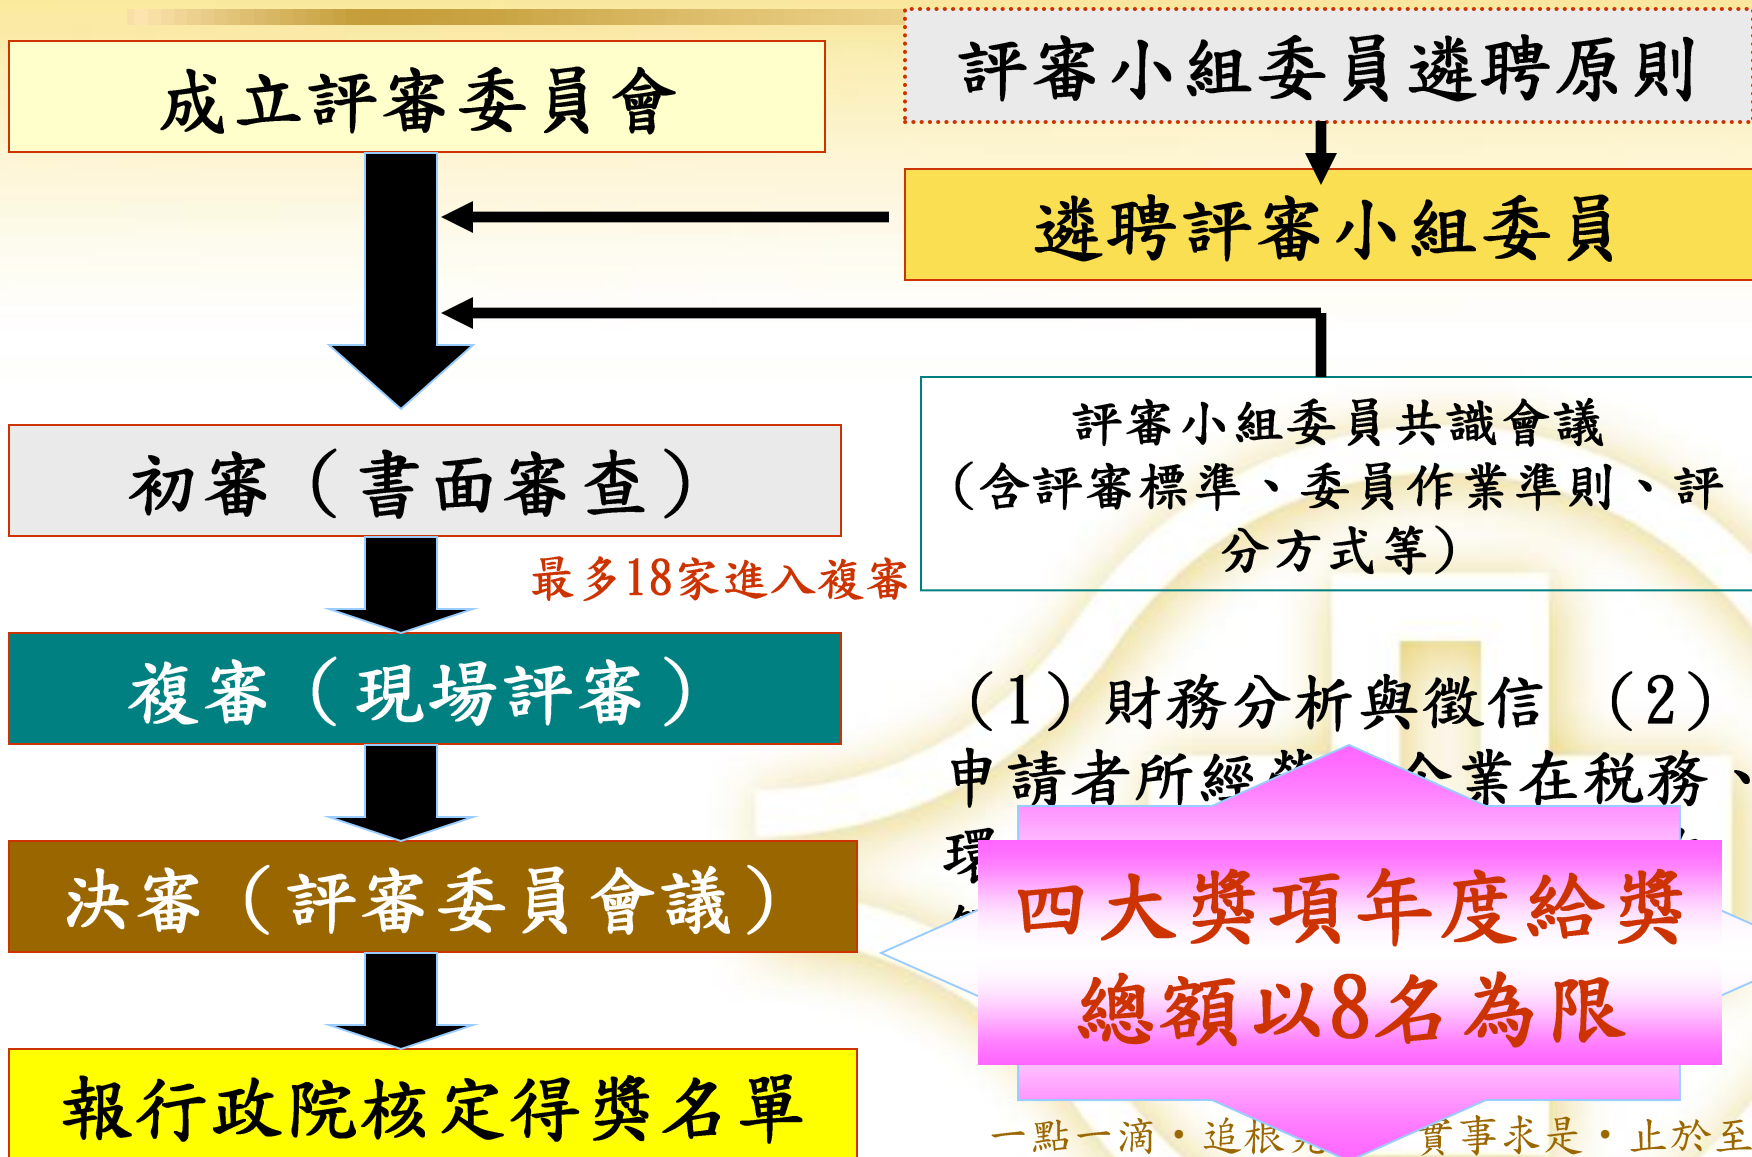 成立評審委員會
評審小組委員遴聘原則
遴聘評審小組委員
評審小組委員共識會議
（含評審標準、委員作業準則、評
分方式等）
初審（書面審查）
最多18家進入複審
複審（現場評審）
（1）財務分析與徵信　（2）
申請者所經 企業在稅務、
環
決審（評審委員會議）
四大獎項年度給獎
總額以8名為限
報行政院核定得獎名單
一點一滴・追根 實事求是・止於至